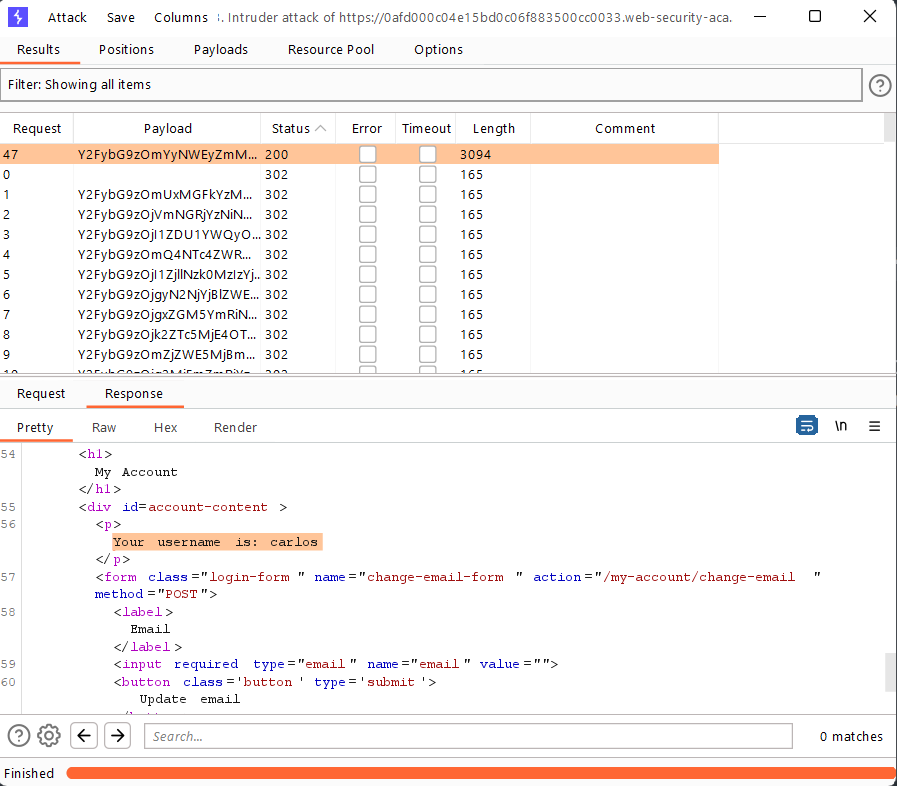 Attack Save Columns 3. Intruder attack of https://0afd000c04e15bd0c06f883500cc0033.web-security-aca.
Results Positions Payloads Resource Pool Options
Filter: Showing all items
?
Request Payload Status Error Timeout Length Comment
47 Y2FybG9zOmYyNWEyZmM... 200 3094
0 302 165
1 Y2FybG9zOmUxMGFkYzM... 302 165
2 Y2FybG9zOjVmNGRjYzNiN... 302 165
3 Y2FybG9zOjI1ZDU1YWQyO... 302 165
4 Y2FybG9zOmQ4NTc4ZWR... 302 165
5 Y2FybG9zOjI1ZjllNzk0MzIzYj.. 302 165
6 Y2FybG9zOjgyN2NjYjBlZWE... 302 165
7 Y2FybG9zOjgxZGM5YmRiN... 302 165
8 Y2FybG9zOjk2ZTc5MjE4OT... 302 165
9 Y2FybG9zOmZjZWE5MjBm... 302 165
Request Response
Pretty Raw Hex Render \n
54 <h1>
My Account
</h1>
55 <div id=account-content >
56 <p>
Your username is: carlos
</p>
57 <form class="login-form " name="change-email-form " action="/my-account/change-email "
method="POST">
58 <label>
Email
</label>
59 <input required type="email" name="email" value="">
60 <button class='button ' type='submit'>
Update email
? Search... 0 matches
Finished